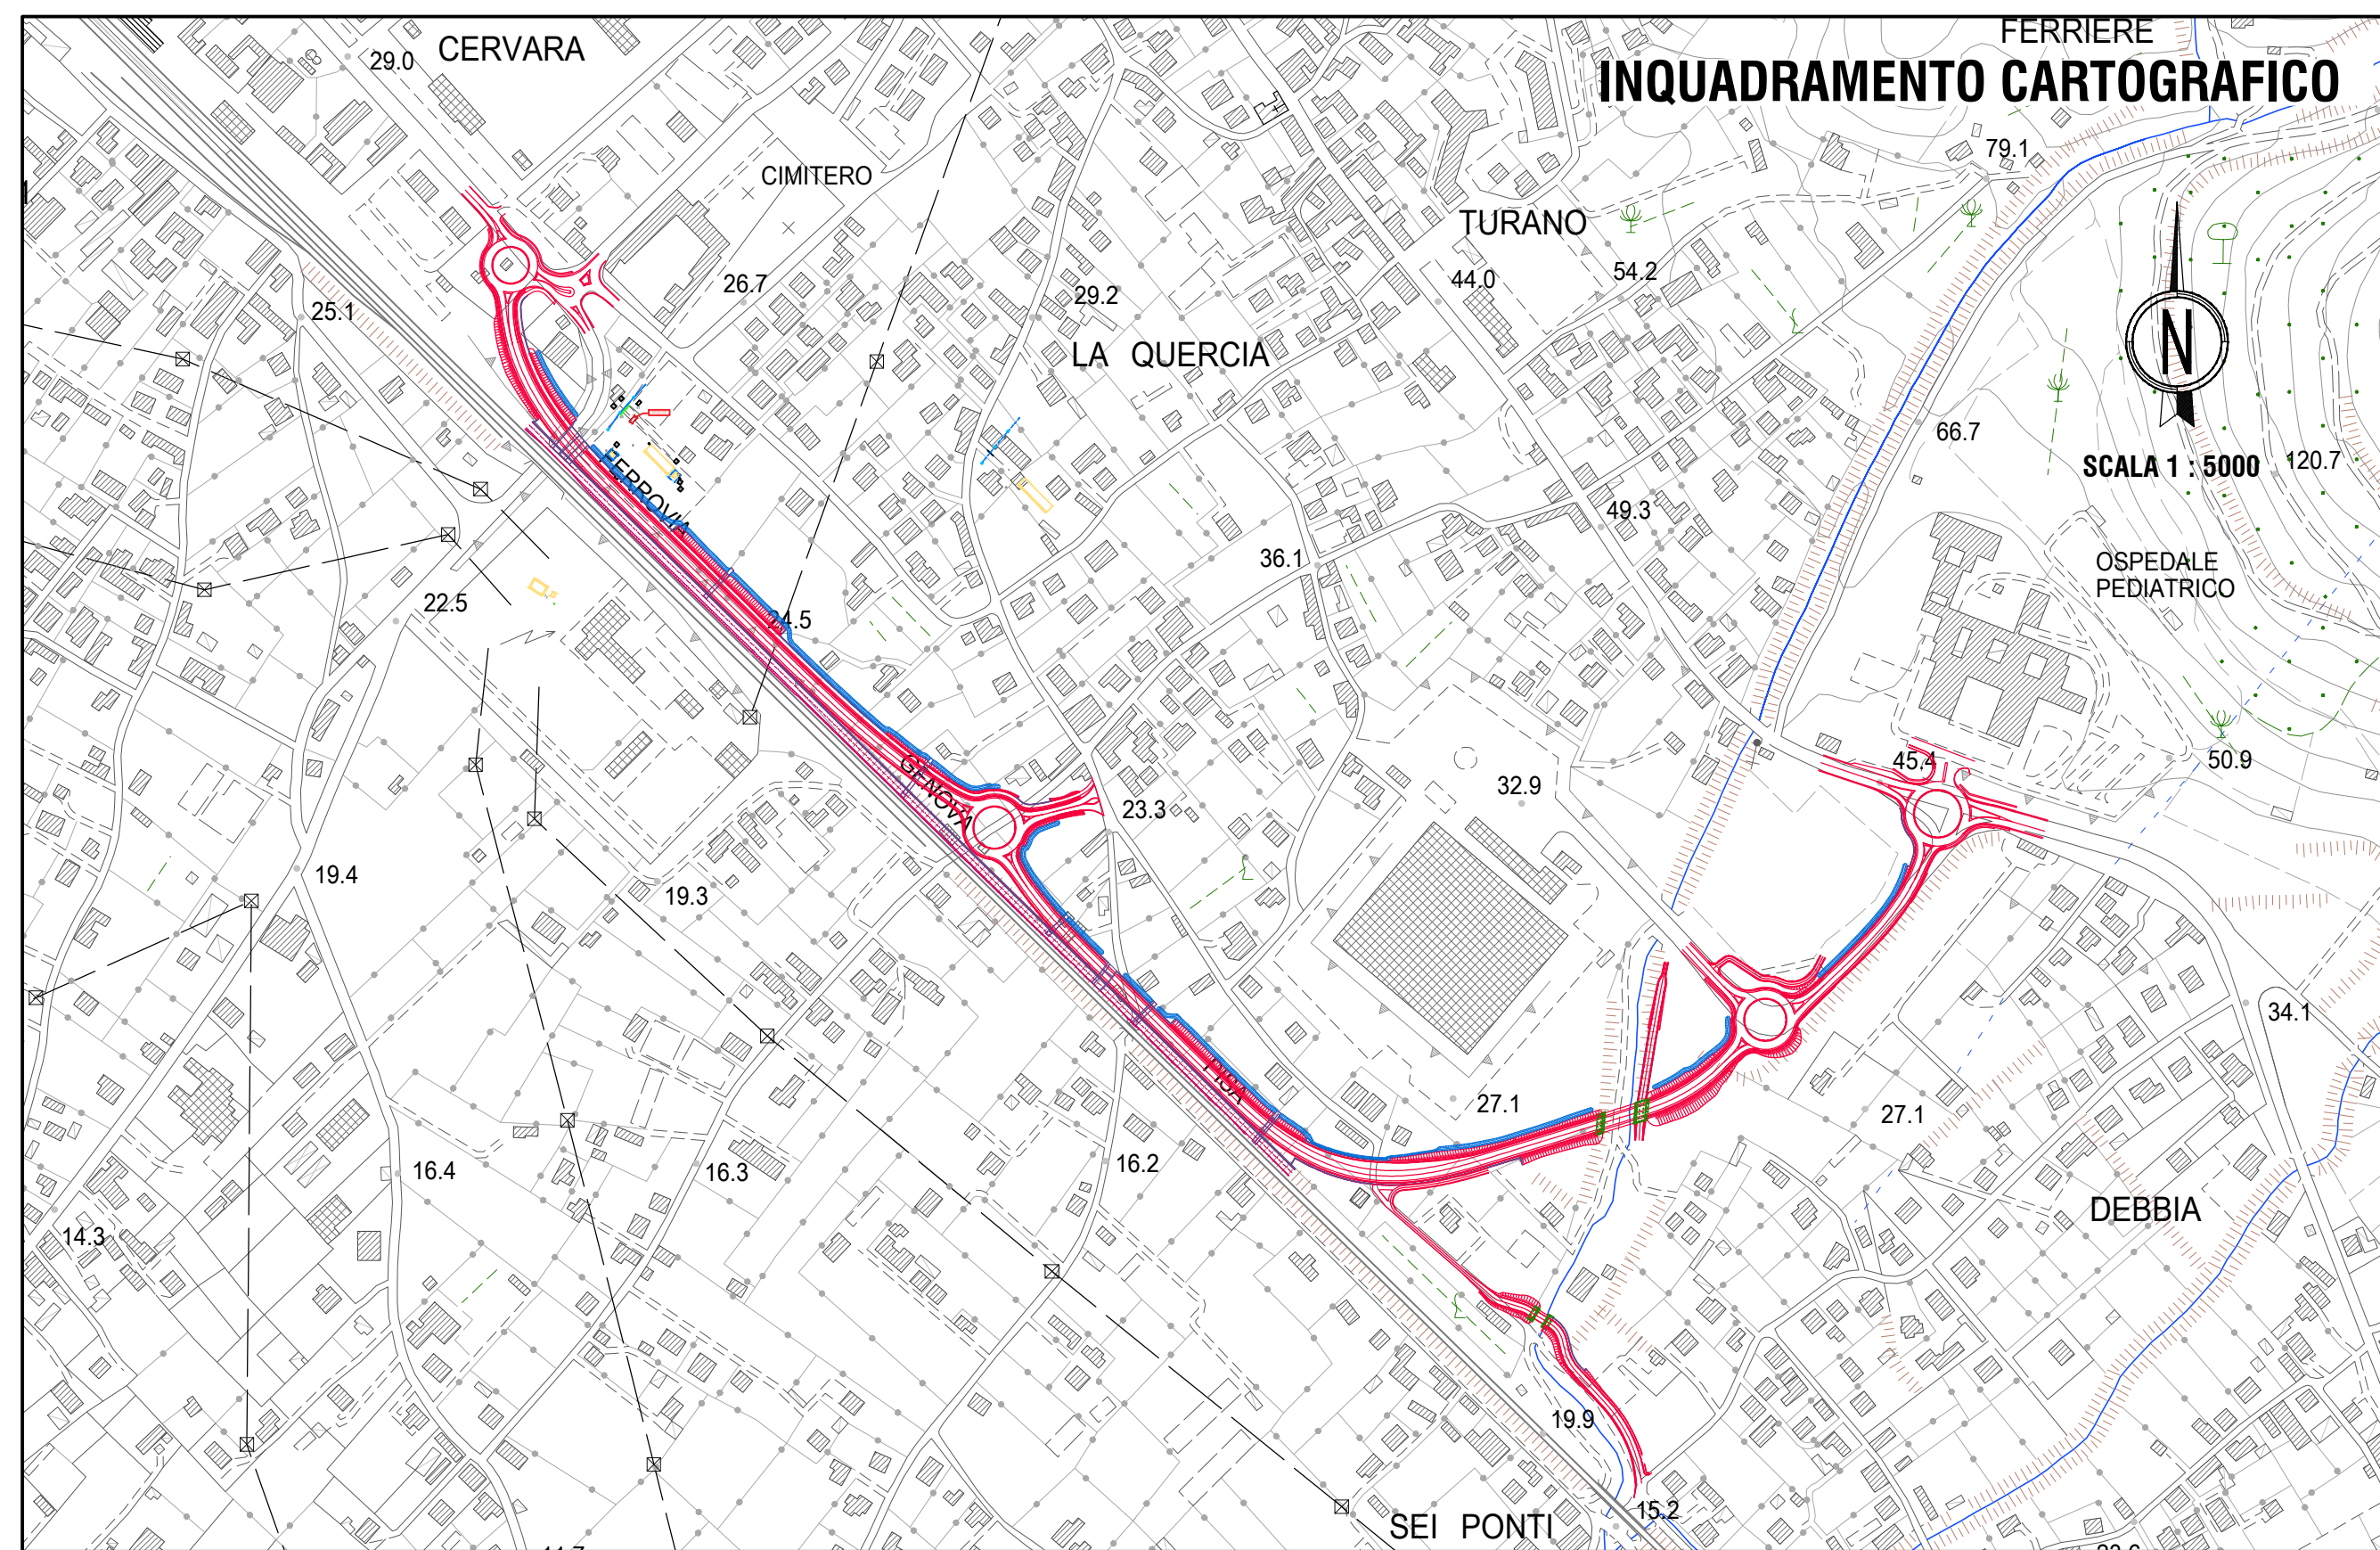 FERRIERE
INQUADRAMENTO CARTOGRAFICO
CERVARA
29.0
79.1
CIMITERO
TURANO
26.7
44.0
54.2
29.2
25.1
N
LA QUERCIA
66.7
SCALA 1 : 5000
120.7
FERROVIA
49.3
36.1
OSPEDALE
PEDIATRICO
22.5
24.5
45.4
50.9
32.9
GENOVA
23.3
19.4
19.3
34.1
PISA
27.1
27.1
16.2
16.4
16.3
DEBBIA
14.3
19.9
15.2
SEI PONTI